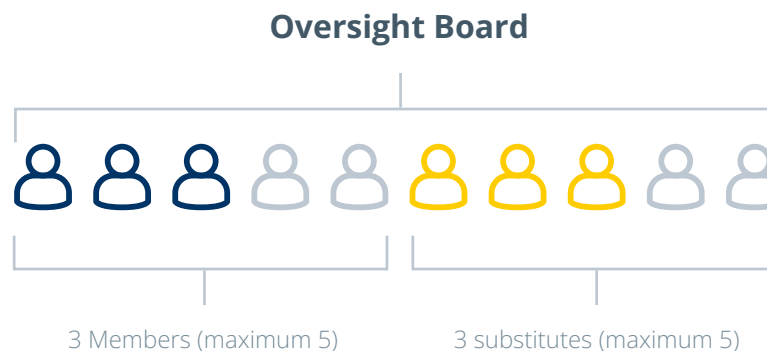 Oversight Board
3 Members (maximum 5)
3 substitutes (maximum 5)